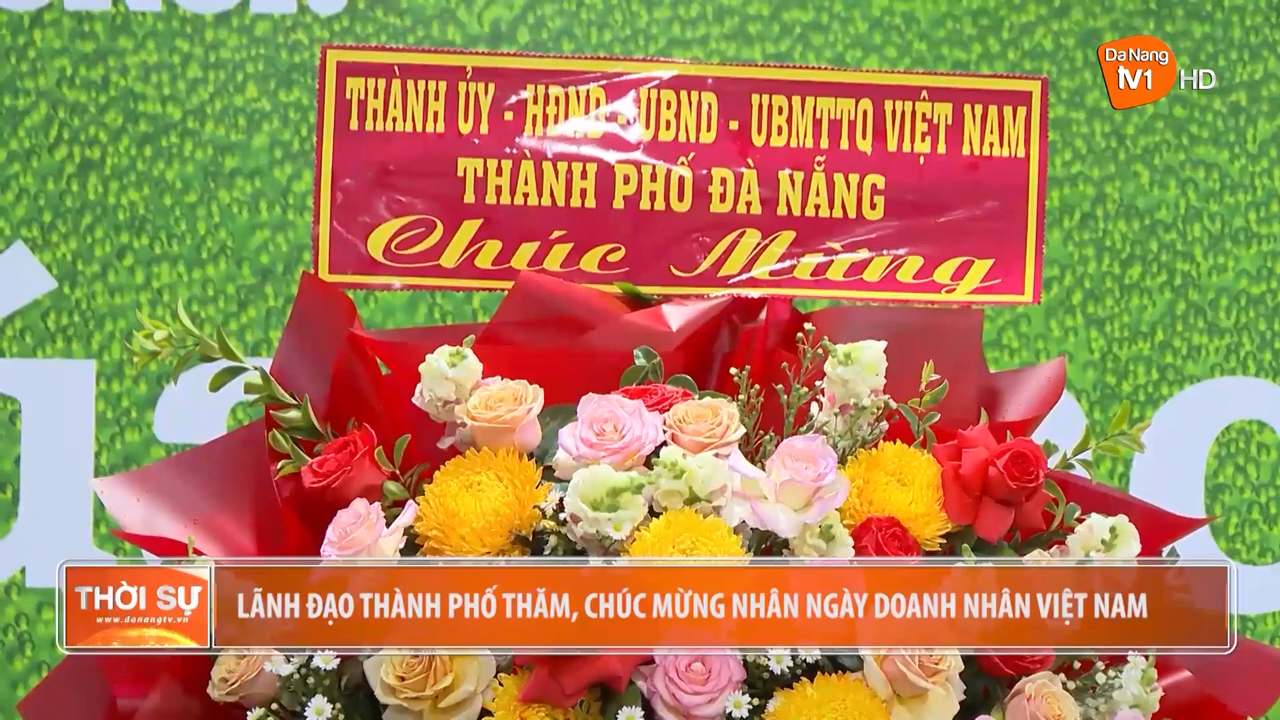 Da Nang
TV1 HD
THÀNH ỦY - HĐND - UBND - UBMTTQ VIỆT NAM
THÀNH PHỐ ĐÀ NẴNG
Chúc Mừng
THỜI SỰ
www.danangtv.vn
LÃNH ĐẠO THÀNH PHỐ THĂM, CHÚC MỪNG NHÂN NGÀY DOANH NHÂN VIỆT NAM